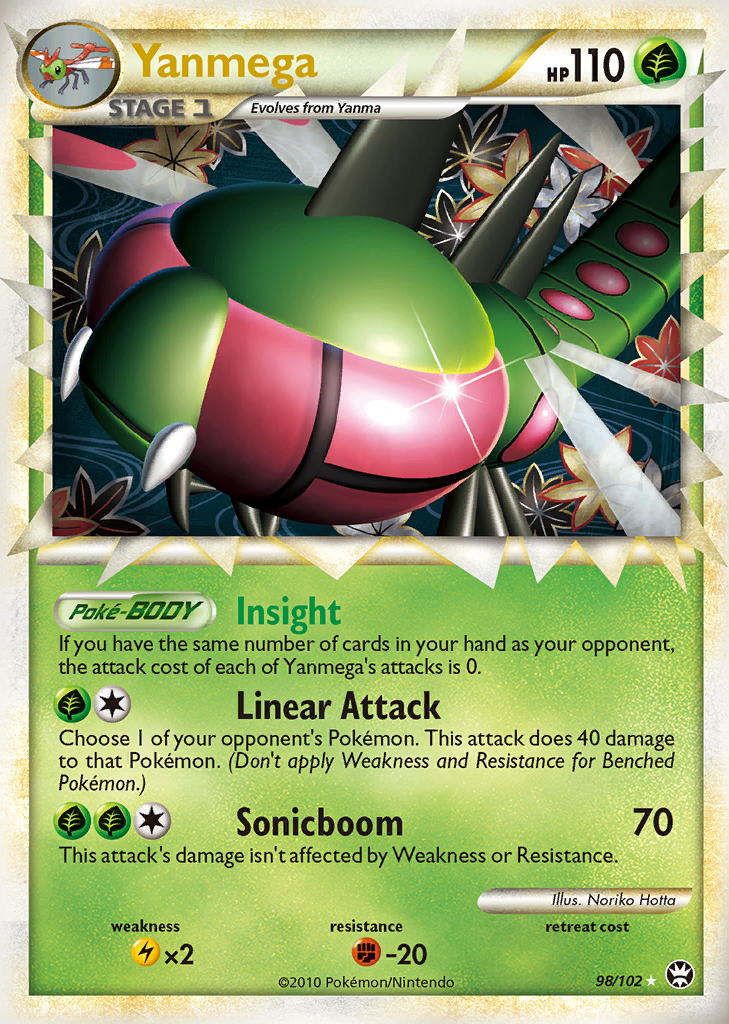 Yanmega
HP110
STAGE 1
Evolves from Yanma
Poké-BODY Insight
If you have the same number of cards in your hand as your opponent,
the attack cost of each of Yanmega's attacks is 0.
Linear Attack
Choose 1 of your opponent's Pokémon. This attack does 40 damage
to that Pokémon. (Don't apply Weakness and Resistance for Benched
Pokémon.)
Sonicboom 70
This attack's damage isn't affected by Weakness or Resistance.
Illus. Noriko Hotta
weakness resistance retreat cost
×2 -20
©2010 Pokémon/Nintendo 98/102